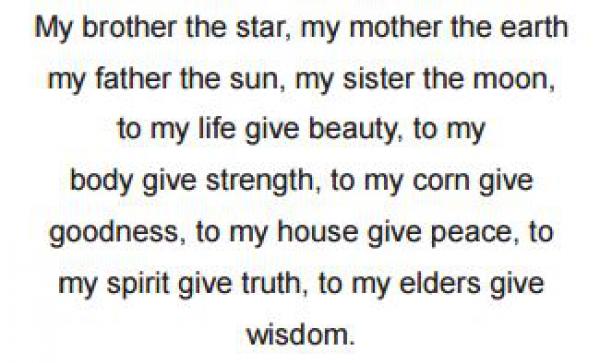 My brother the star, my mother the earth
my father the sun, my sister the moon,
to my life give beauty, to my
body give strength, to my corn give
goodness, to my house give peace, to
my spirit give truth, to my elders give
wisdom.